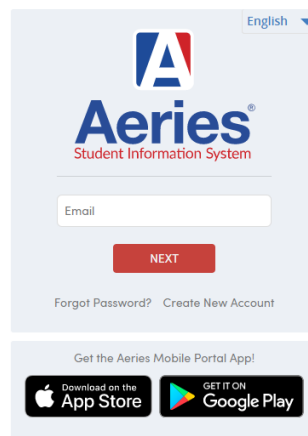 English
Aeries®
Student Information System
Email
NEXT
Forgot Password? Create New Account
Get the Aeries Mobile Portal App!
Download on the
App Store
GET IT ON
Google Play